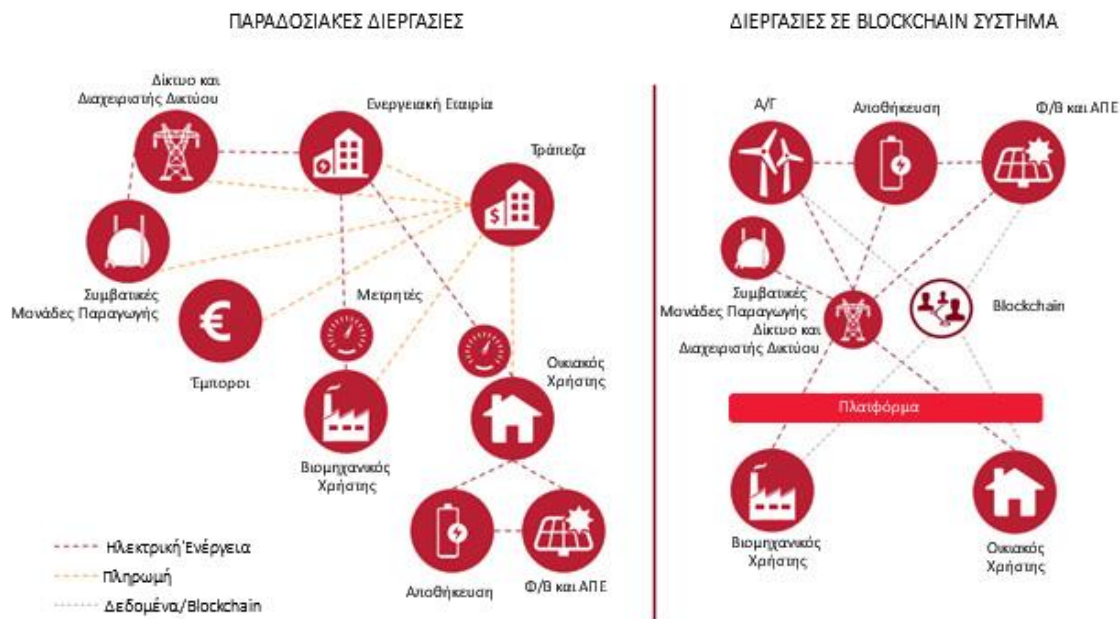 ΠΑΡΑΔΟΣΙΑΚΈΣ ΔΙΕΡΓΑΣΙΕΣ
Δίκτυο και
Διαχειριστής Δικτύου
Ενεργειακή Εταιρία
Τράπεζα
$
Συμβατικές
Μονάδες Παραγωγής
€
Έμποροι
Μετρητές
Βιομηχανικός
Χρήστης
Οικιακός
Χρήστης
Αποθήκευση
Φ/Β και ΑΠΕ
Ηλεκτρική Ένέργεια
Πληρωμή
Δεδομένα/Blockchain
ΔΙΕΡΓΑΣΙΕΣ ΣΕ BLOCKCHAIN ΣΥΣΤΗΜΑ
Α/Γ
Αποθήκευση
Φ/Β και ΑΠΕ
Συμβατικές
Μονάδες Παραγωγής
Δίκτυο και
Διαχειριστής Δικτύου
Blockchain
Πλατφόρμα
Βιομηχανικός
Χρήστης
Οικιακός
Χρήστης